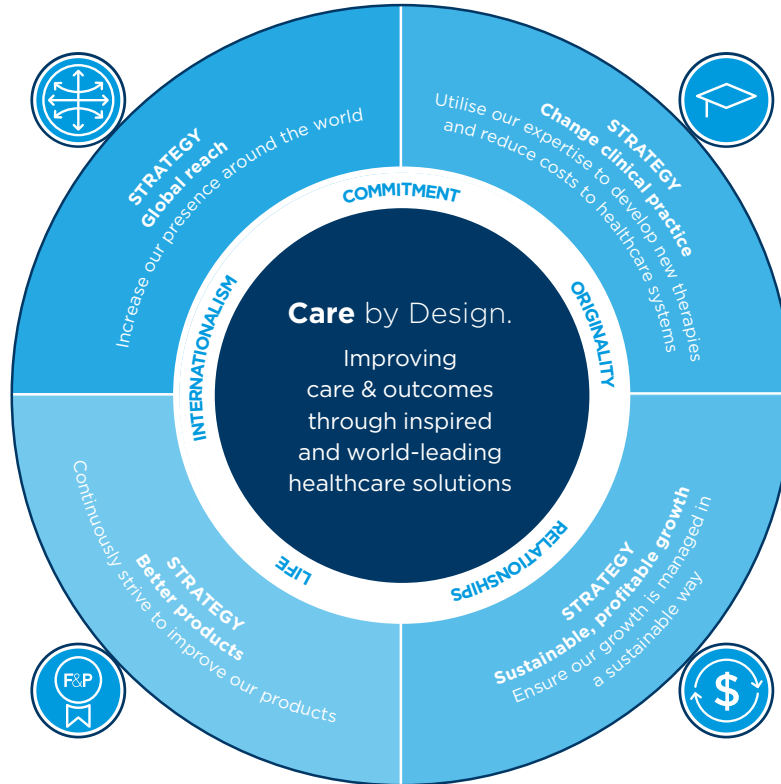 STRATEGY
Global reach
Increase our presence around the world
STRATEGY
Change clinical practice
Utilise our expertise to develop new therapies
and reduce costs to healthcare systems
COMMITMENT
ORIGINALITY
RELATIONSHIPS
LIFE
INTERNATIONALISM
Care by Design.
Improving
care & outcomes
through inspired
and world-leading
healthcare solutions
STRATEGY
Better products
Continuously strive to improve our products
F&P
STRATEGY
Sustainable, profitable growth
Ensure our growth is managed in
a sustainable way
$